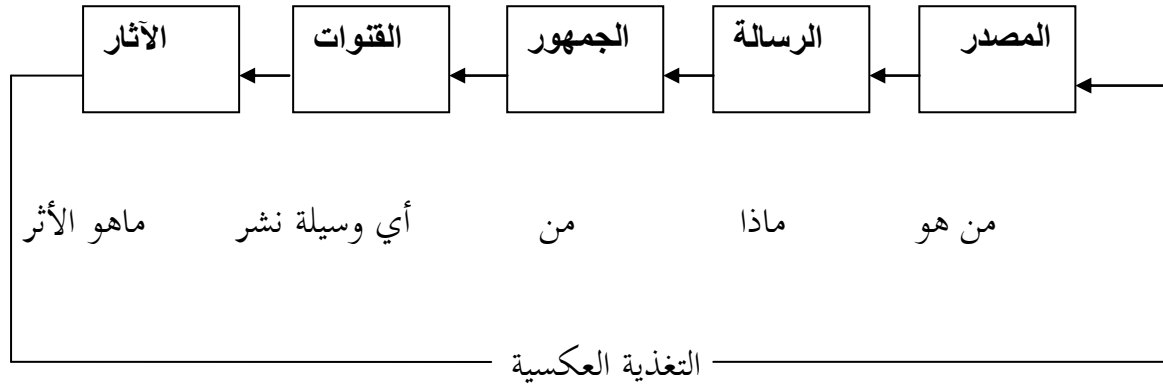 المصدر الرسالة الجمهور القنوات الآثار
من هو ماذا من أي وسيلة نشر ماهو الأثر
التغذية العكسية